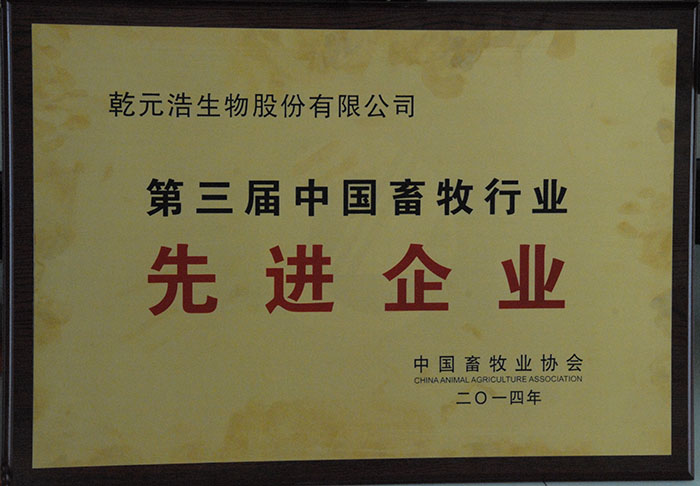 乾元浩生物股份有限公司
第三届中国畜牧行业
先进企业
中国畜牧业协会
CHINA ANIMAL AGRICULTURE ASSOCIATION
二〇一四年